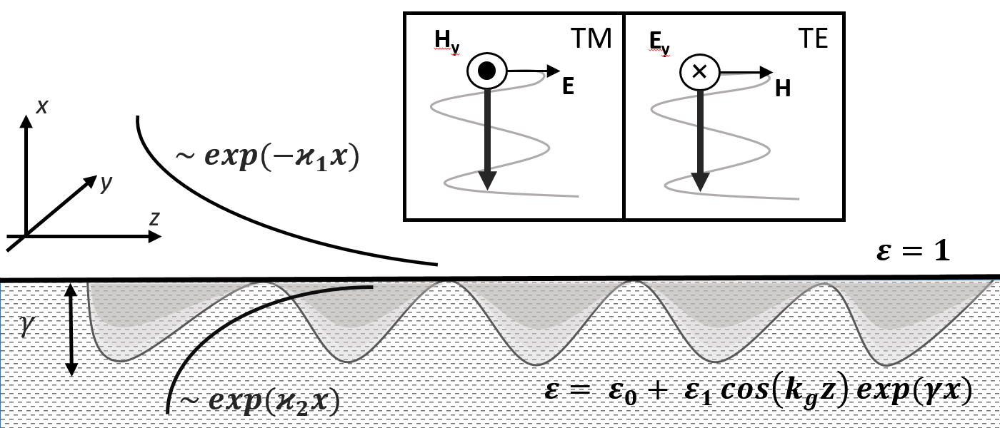 TM
H_y
E
TE
E_y
H
x
y
z
~ exp(−ϰ₁x)
ε = 1
γ
~ exp(ϰ₂x)
ε = ε₀ + ε₁ cos(k_g z) exp(γx)